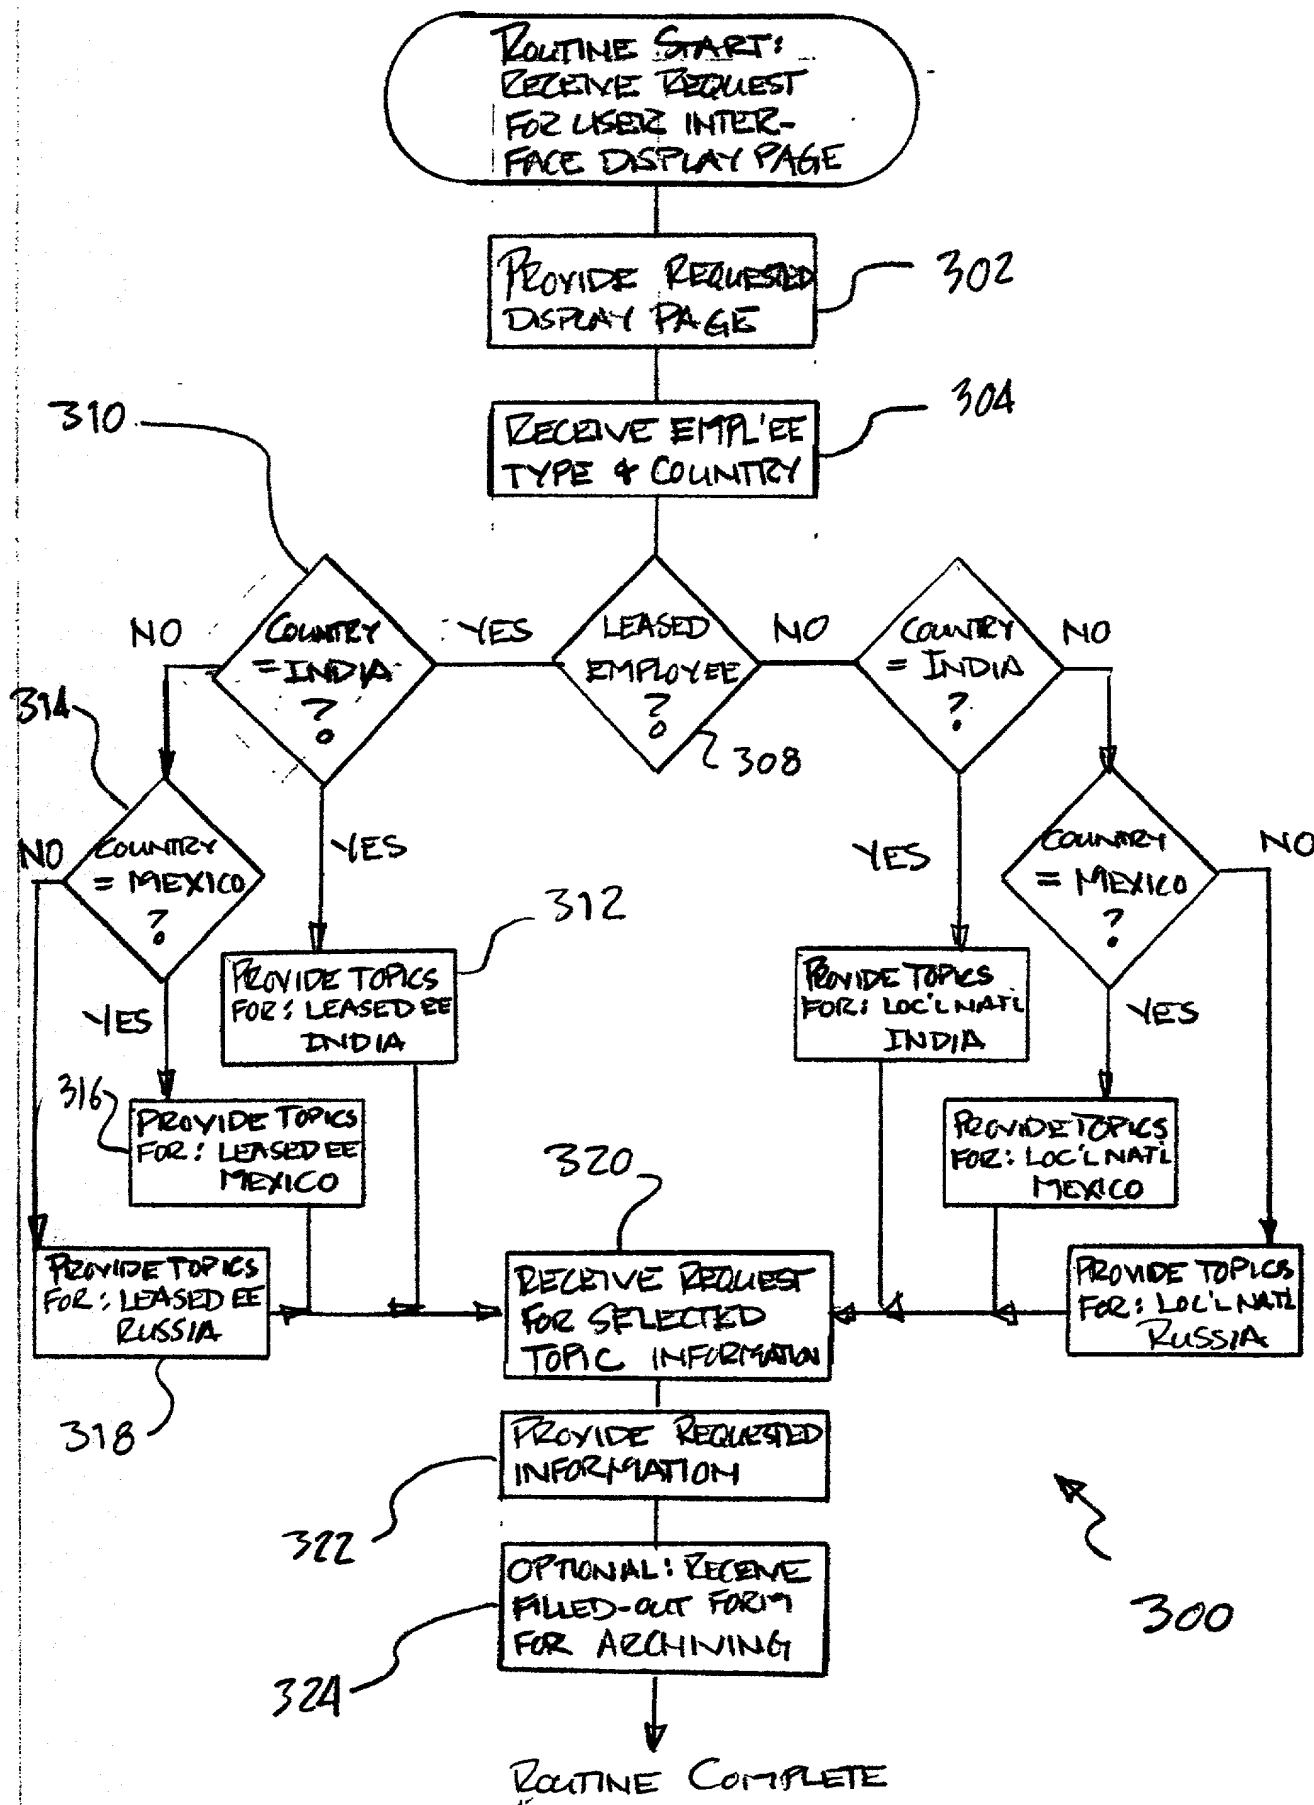 ROUTINE START:
RECEIVE REQUEST
FOR USER INTER-
FACE DISPLAY PAGE
PROVIDE REQUESTED
DISPLAY PAGE
302
RECEIVE EMPL'EE
TYPE & COUNTRY
304
310
NO
COUNTRY
= INDIA
?
YES
LEASED
EMPLOYEE
?
308
NO
COUNTRY
= INDIA
?
NO
314
NO
COUNTRY
= MEXICO
?
YES
YES
COUNTRY
= MEXICO
?
NO
312
PROVIDE TOPICS
FOR: LEASED EE
INDIA
PROVIDE TOPICS
FOR: LOC'L NAT'L
INDIA
YES
YES
316
PROVIDE TOPICS
FOR: LEASED EE
MEXICO
PROVIDE TOPICS
FOR: LOC'L NAT'L
MEXICO
320
PROVIDE TOPICS
FOR: LEASED EE
RUSSIA
318
RECEIVE REQUEST
FOR SELECTED
TOPIC INFORMATION
PROVIDE TOPICS
FOR: LOC'L NAT'L
RUSSIA
PROVIDE REQUESTED
INFORMATION
322
OPTIONAL: RECEIVE
FILLED-OUT FORM
FOR ARCHIVING
324
300
ROUTINE COMPLETE